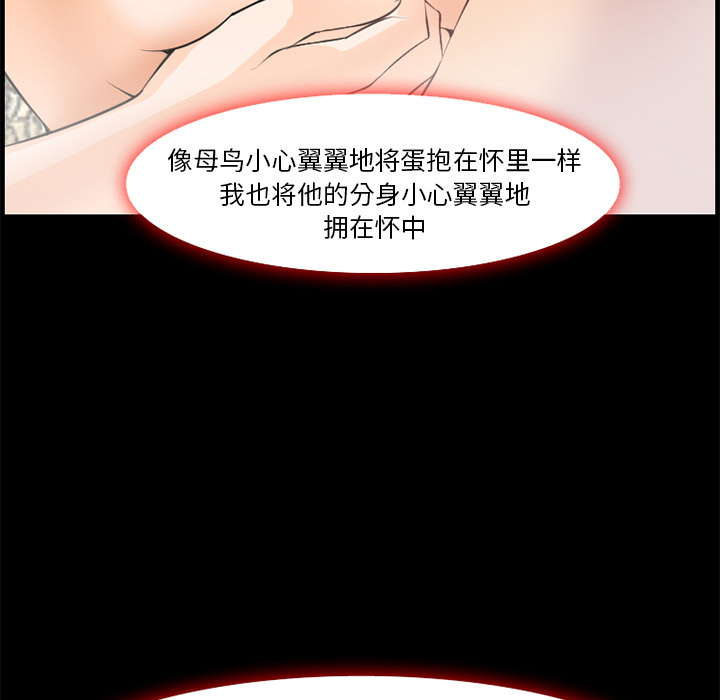 像母鸟小心翼翼地将蛋抱在怀里一样
我也将他的分身小心翼翼地
拥在怀中